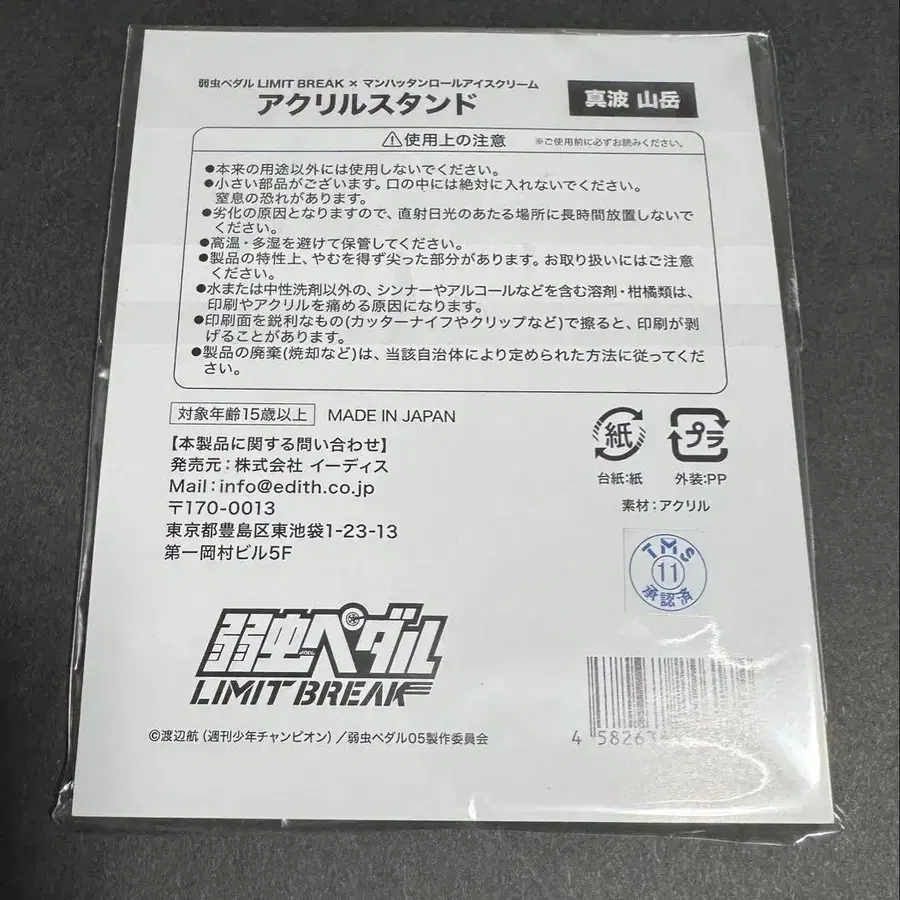 弱虫ペダル LIMIT BREAK × マンハッタンロールアイスクリーム
アクリルスタンド
真波 山岳
⚠使用上の注意 ※ご使用前に必ずお読みください。
●本来の用途以外には使用しないでください。
●小さい部品がございます。口の中には絶対に入れないでください。
窒息の恐れがあります。
●劣化の原因となりますので、直射日光のあたる場所に長時間放置しないで
ください。
●高温・多湿を避けて保管してください。
●製品の特性上、やむを得ず尖った部分があります。お取り扱いにはご注意
ください。
●水または中性洗剤以外の、シンナーやアルコールなどを含む溶剤・柑橘類は、
印刷やアクリルを痛める原因になります。
●印刷面を鋭利なもの(カッターナイフやクリップなど)で擦ると、印刷が剥
げることがあります。
●製品の廃棄(焼却など)は、当該自治体により定められた方法に従ってくだ
さい。
対象年齢15歳以上 MADE IN JAPAN
【本製品に関する問い合わせ】
発売元:株式会社 イーディス
Mail:info@edith.co.jp
〒170-0013
東京都豊島区東池袋1-23-13
第一岡村ビル5F
紙
プラ
台紙:紙 外装:PP
素材:アクリル
TMS
11
承認済
弱虫ペダル
LIMIT BREAK
©渡辺航(週刊少年チャンピオン)/弱虫ペダル05製作委員会
4 58263